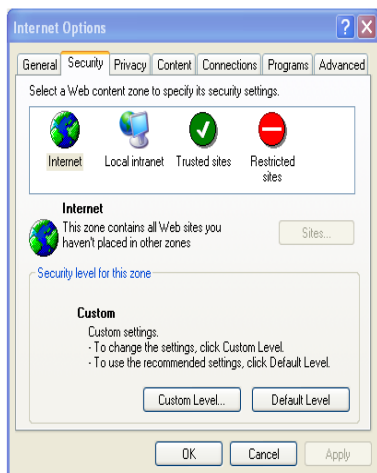 Internet Options
General Security Privacy Content Connections Programs Advanced
Select a Web content zone to specify its security settings.
Internet Local intranet Trusted sites Restricted sites
Internet
This zone contains all Web sites you
haven't placed in other zones
Sites...
Security level for this zone
Custom
Custom settings.
- To change the settings, click Custom Level.
- To use the recommended settings, click Default Level.
Custom Level... Default Level
OK Cancel Apply